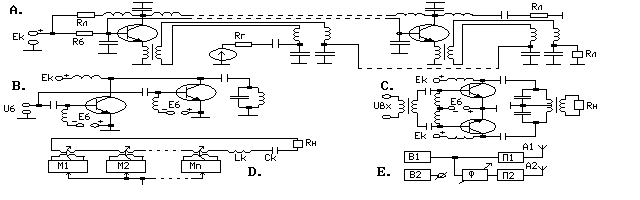 A.
Rл
Rл
Eк
Rб
Rг
Rл
B.
Eк
C.
Eк
Eб
Uб
Eб
UВх
Eб
Rн
Eк
Rн
Lк
Cк
D.
E.
M1
M2
Mn
B1
П1
A1
B2
Ф
П2
A2